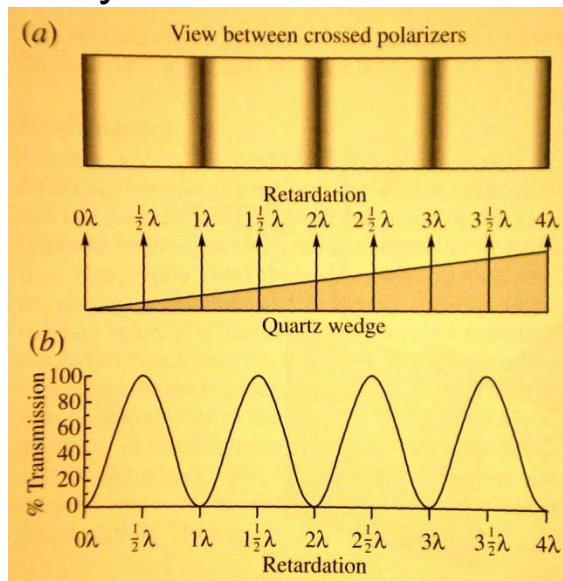 (a) View between crossed polarizers
Retardation
0λ ½λ 1λ 1½λ 2λ 2½λ 3λ 3½λ 4λ
Quartz wedge
(b)
100
80
60
40
20
0
% Transmission
0λ ½λ 1λ 1½λ 2λ 2½λ 3λ 3½λ 4λ
Retardation